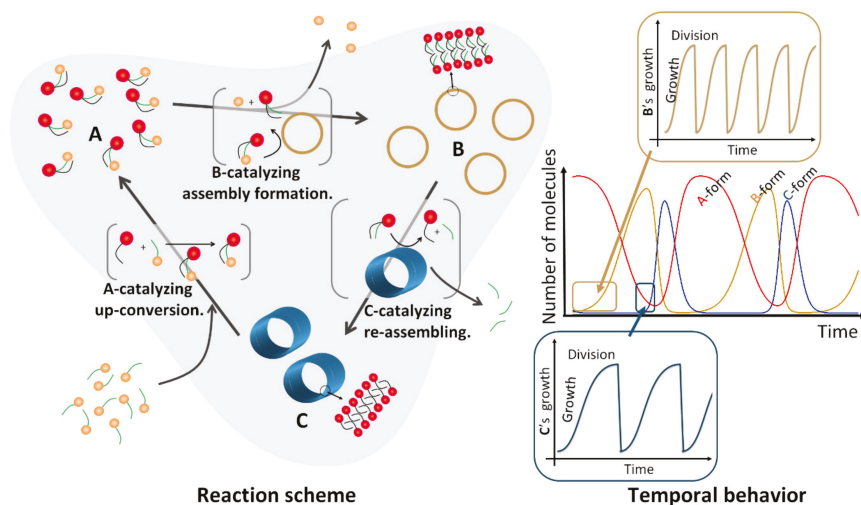 A
+
B-catalyzing
assembly formation.
B
+
A-catalyzing
up-conversion.
+
C-catalyzing
re-assembling.
C
Reaction scheme
Division
B's growth
Growth
Time
Number of molecules
A-form
B-form
C-form
Time
Division
C's growth
Growth
Time
Temporal behavior